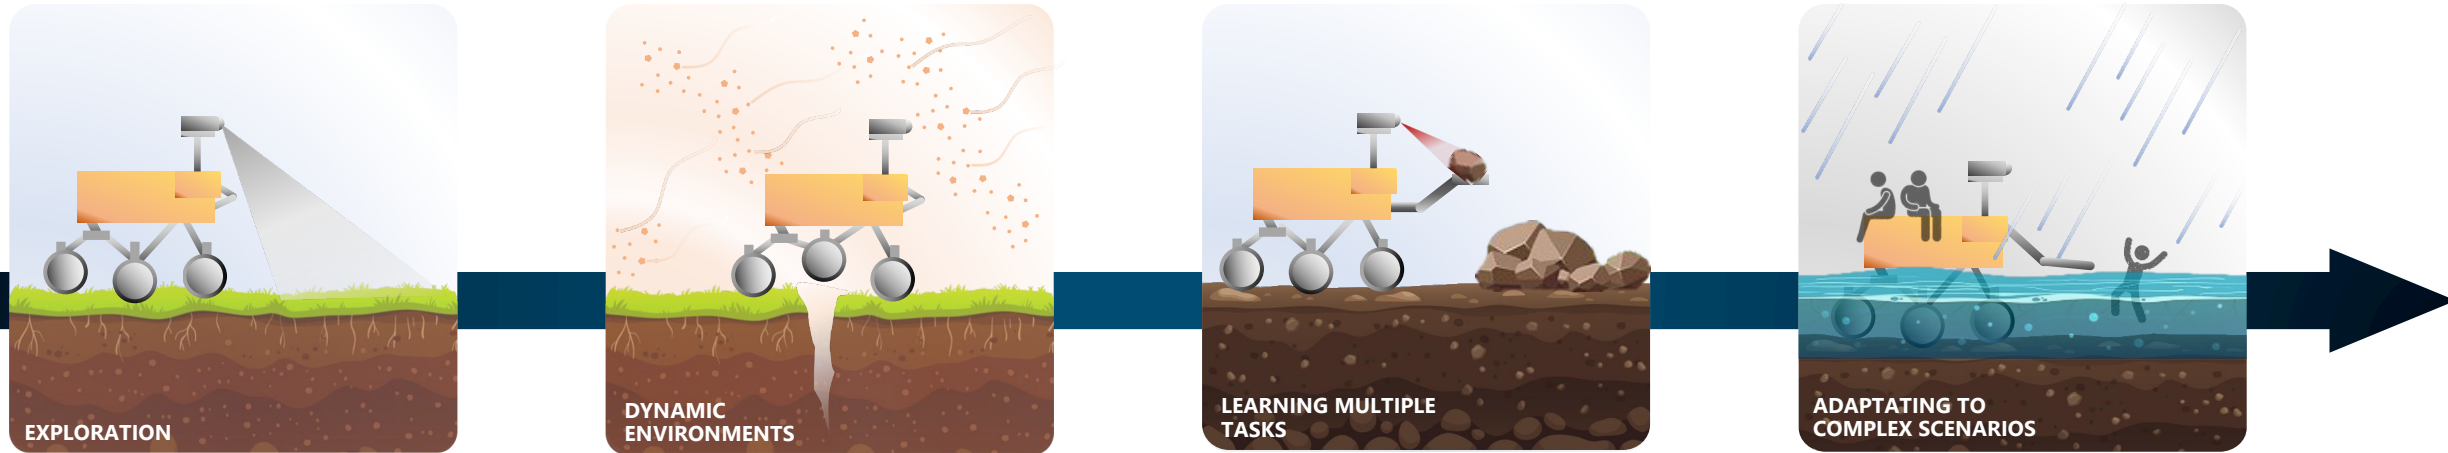 EXPLORATION
DYNAMIC
ENVIRONMENTS
LEARNING MULTIPLE
TASKS
ADAPTATING TO
COMPLEX SCENARIOS